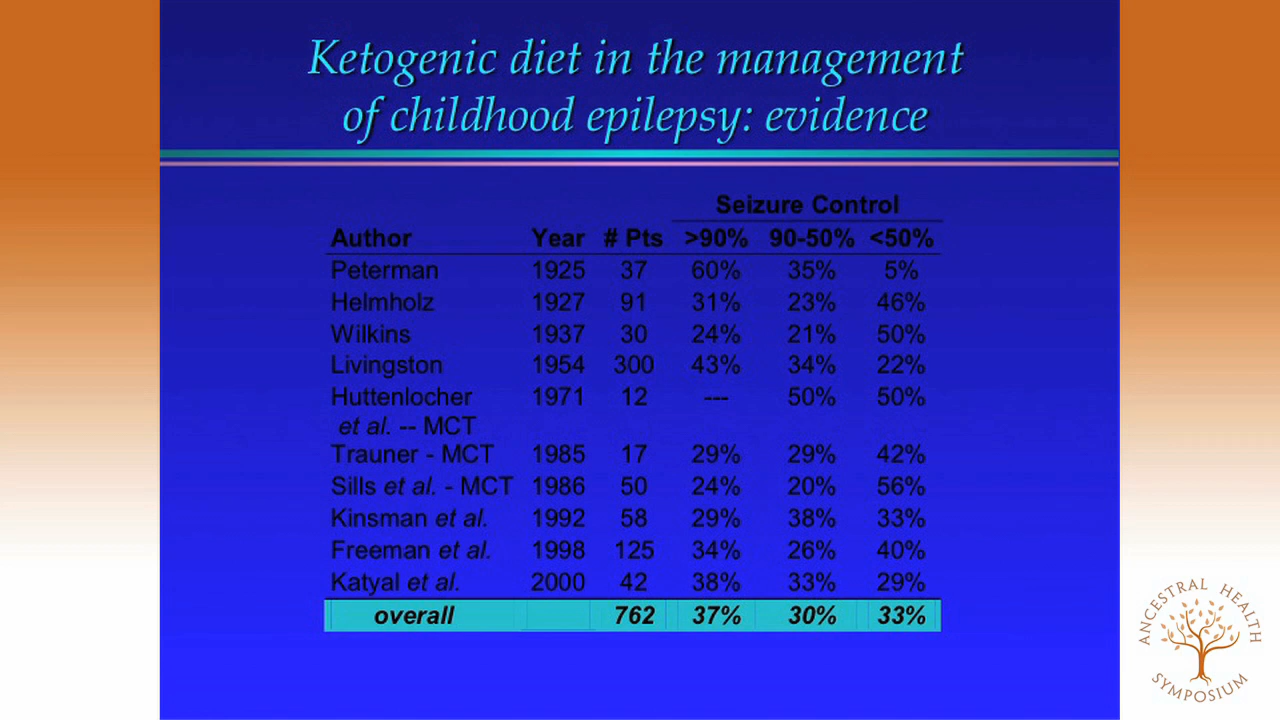 Ketogenic diet in the management
of childhood epilepsy: evidence
Seizure Control
Author Year # Pts >90% 90-50% <50%
Peterman 1925 37 60% 35% 5%
Helmholz 1927 91 31% 23% 46%
Wilkins 1937 30 24% 21% 50%
Livingston 1954 300 43% 34% 22%
Huttenlocher 1971 12 --- 50% 50%
et al. -- MCT
Trauner - MCT 1985 17 29% 29% 42%
Sills et al. - MCT 1986 50 24% 20% 56%
Kinsman et al. 1992 58 29% 38% 33%
Freeman et al. 1998 125 34% 26% 40%
Katyal et al. 2000 42 38% 33% 29%
overall 762 37% 30% 33%
ANCESTRAL HEALTH
SYMPOSIUM